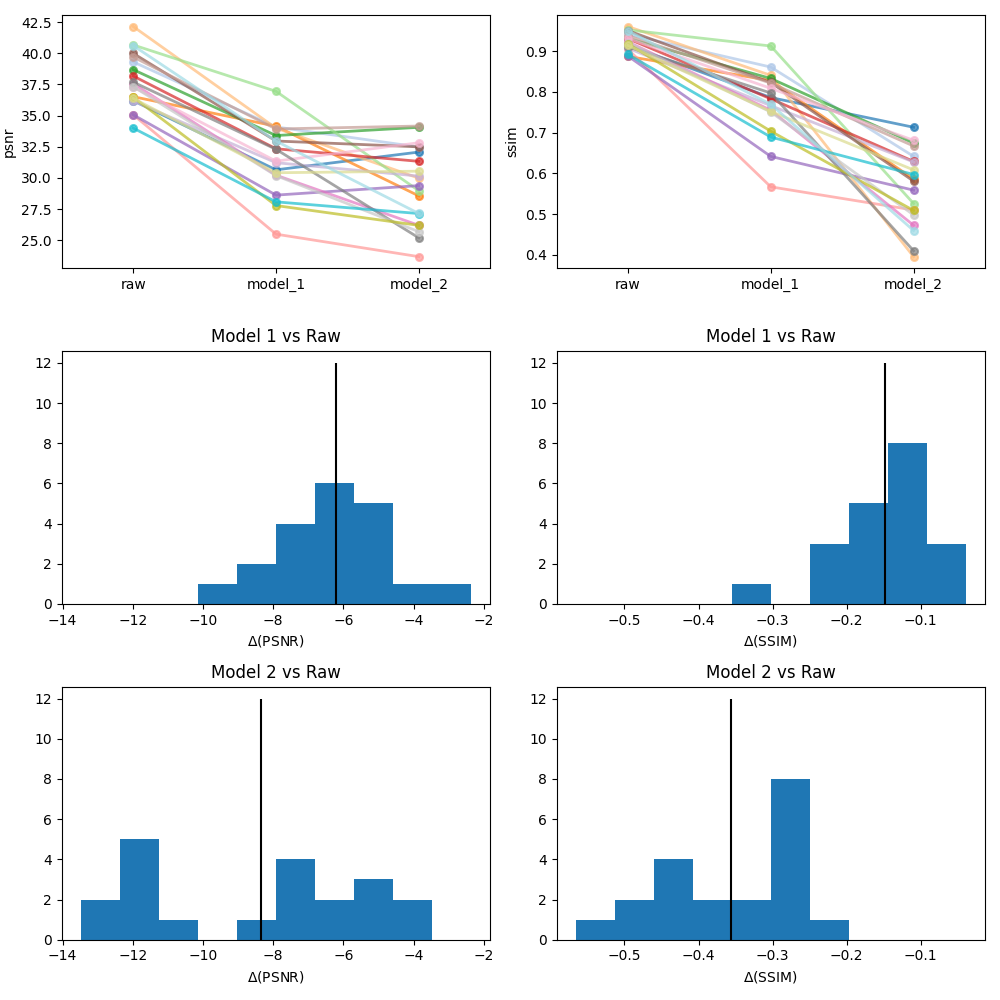 psnr
42.5
40.0
37.5
35.0
32.5
30.0
27.5
25.0
raw model_1 model_2
ssim
0.9
0.8
0.7
0.6
0.5
0.4
raw model_1 model_2
Model 1 vs Raw
12
10
8
6
4
2
0
−14 −12 −10 −8 −6 −4 −2
Δ(PSNR)
Model 1 vs Raw
12
10
8
6
4
2
0
−0.5 −0.4 −0.3 −0.2 −0.1
Δ(SSIM)
Model 2 vs Raw
12
10
8
6
4
2
0
−14 −12 −10 −8 −6 −4 −2
Δ(PSNR)
Model 2 vs Raw
12
10
8
6
4
2
0
−0.5 −0.4 −0.3 −0.2 −0.1
Δ(SSIM)